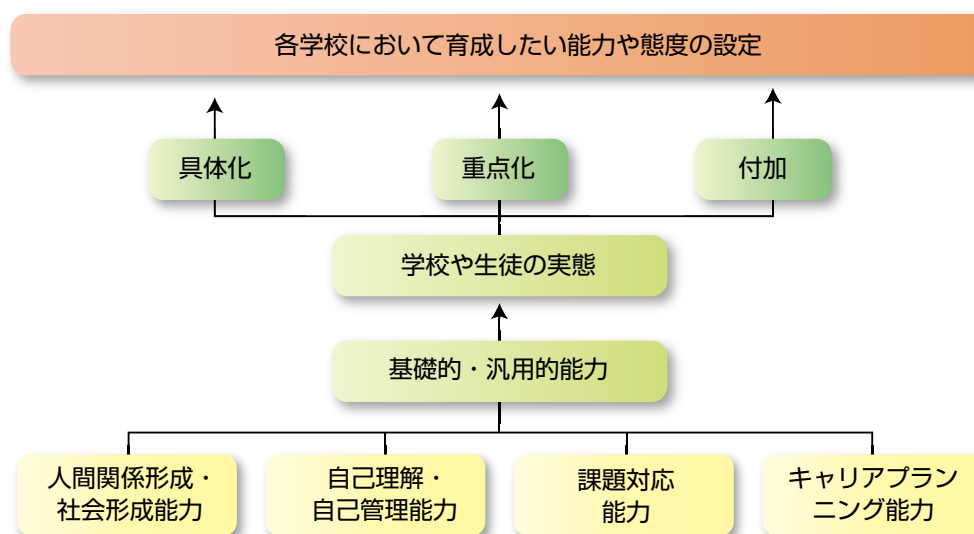 各学校において育成したい能力や態度の設定
具体化
重点化
付加
学校や生徒の実態
基礎的・汎用的能力
人間関係形成・
社会形成能力
自己理解・
自己管理能力
課題対応
能力
キャリアプラン
ニング能力